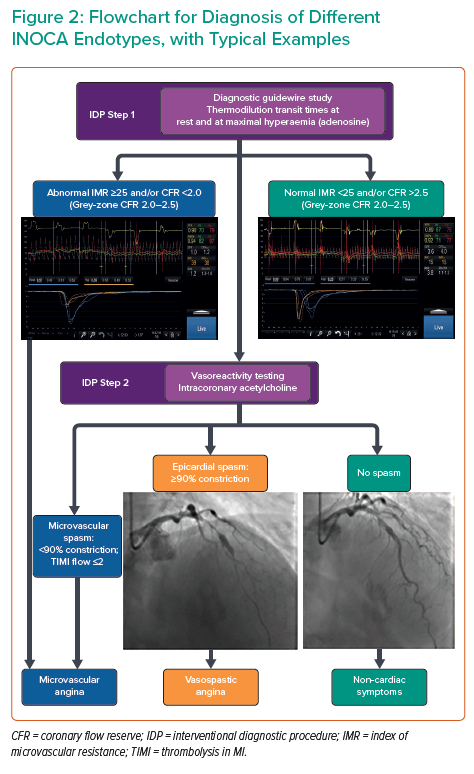 Figure 2: Flowchart for Diagnosis of Different
INOCA Endotypes, with Typical Examples
IDP Step 1
Diagnostic guidewire study
Thermodilution transit times at
rest and at maximal hyperaemia (adenosine)
Abnormal IMR ≥25 and/or CFR <2.0
(Grey-zone CFR 2.0–2.5)
Normal IMR <25 and/or CFR >2.5
(Grey-zone CFR 2.0–2.5)
Live
Live
IDP Step 2
Vasoreactivity testing
Intracoronary acetylcholine
Epicardial spasm:
≥90% constriction
No spasm
Microvascular
spasm:
<90% constriction;
TIMI flow ≤2
Microvascular
angina
Vasospastic
angina
Non-cardiac
symptoms
CFR = coronary flow reserve; IDP = interventional diagnostic procedure; IMR = index of
microvascular resistance; TIMI = thrombolysis in MI.